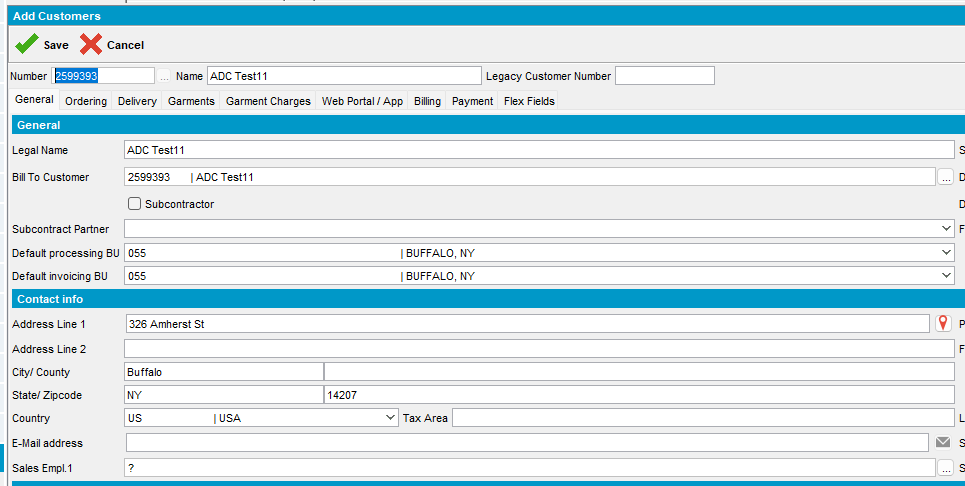 Add Customers
Save Cancel
Number 2599393 ... Name ADC Test11 Legacy Customer Number
General Ordering Delivery Garments Garment Charges Web Portal / App Billing Payment Flex Fields
General
Legal Name ADC Test11 S
Bill To Customer 2599393 | ADC Test11 ... D
Subcontractor D
Subcontract Partner F
Default processing BU 055 | BUFFALO, NY
Default invoicing BU 055 | BUFFALO, NY
Contact info
Address Line 1 326 Amherst St P
Address Line 2 F
City/ County Buffalo
State/ Zipcode NY 14207
Country US | USA Tax Area L
E-Mail address S
Sales Empl.1 ? ... S